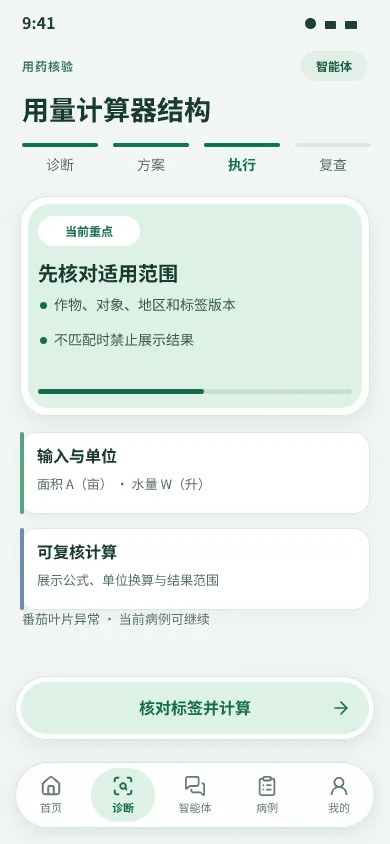 9:41
用药核验
智能体
用量计算器结构
诊断
方案
执行
复查
当前重点
先核对适用范围
作物、对象、地区和标签版本
不匹配时禁止展示结果
输入与单位
面积 A（亩） · 水量 W（升）
可复核计算
展示公式、单位换算与结果范围
番茄叶片异常 · 当前病例可继续
核对标签并计算
首页
诊断
智能体
病例
我的